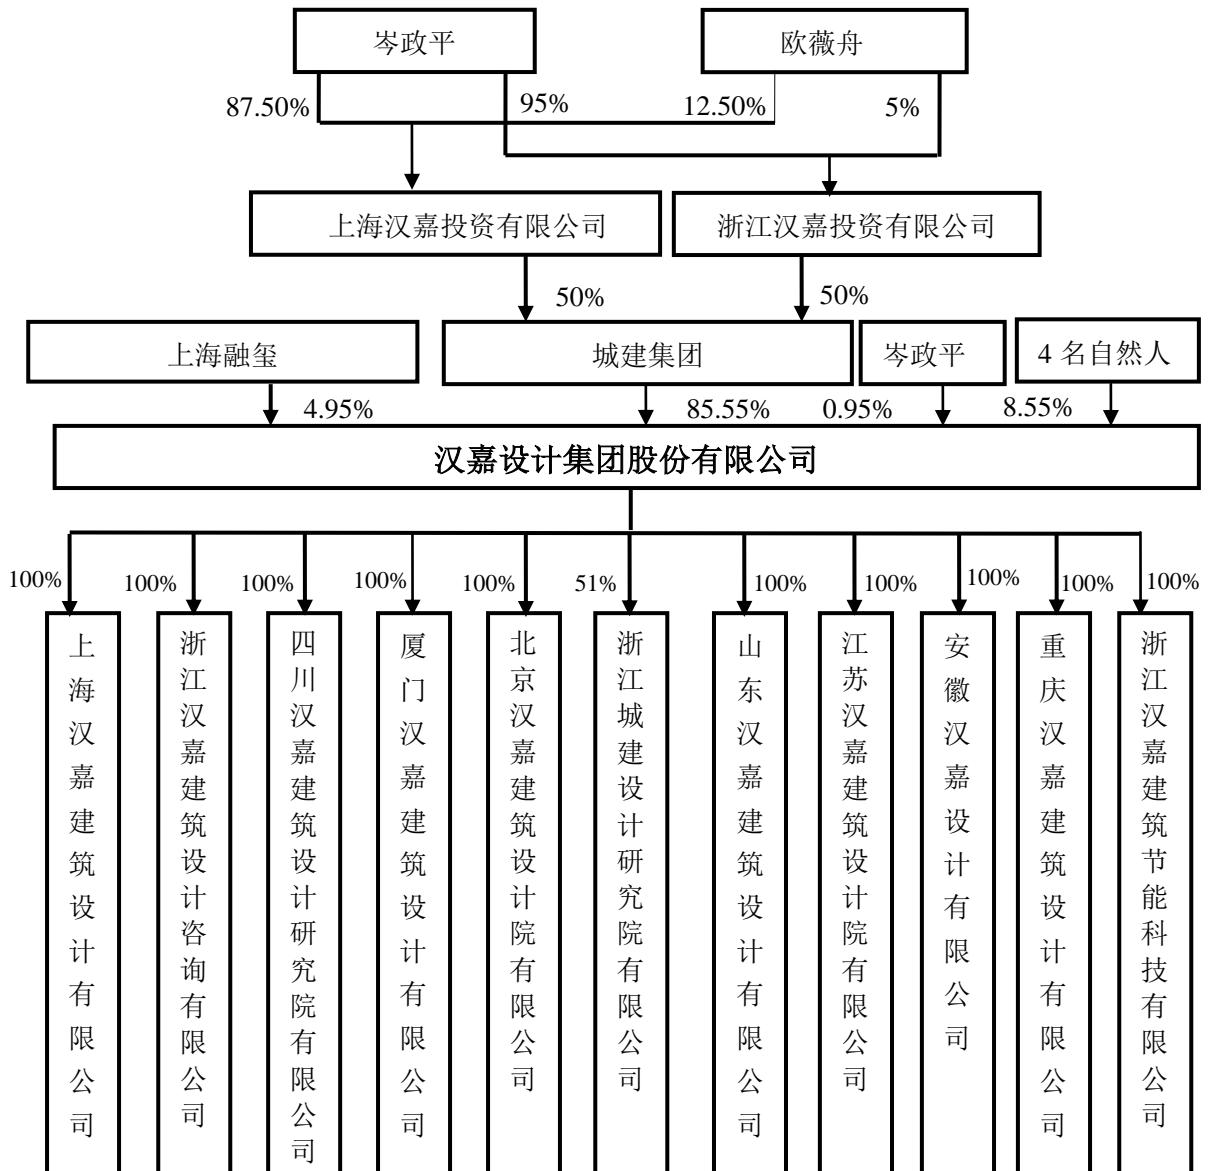 岑政平
欧薇舟
87.50%
95%
12.50%
5%
上海汉嘉投资有限公司
浙江汉嘉投资有限公司
50%
50%
上海融玺
城建集团
岑政平
4 名自然人
4.95%
85.55%
0.95%
8.55%
汉嘉设计集团股份有限公司
100%
100%
100%
100%
100%
51%
100%
100%
100%
100%
100%
上海汉嘉建筑设计有限公司
浙江汉嘉建筑设计咨询有限公司
四川汉嘉建筑设计研究院有限公司
厦门汉嘉建筑设计有限公司
北京汉嘉建筑设计院有限公司
浙江城建设计研究院有限公司
山东汉嘉建筑设计有限公司
江苏汉嘉建筑设计院有限公司
安徽汉嘉设计有限公司
重庆汉嘉建筑设计有限公司
浙江汉嘉建筑节能科技有限公司